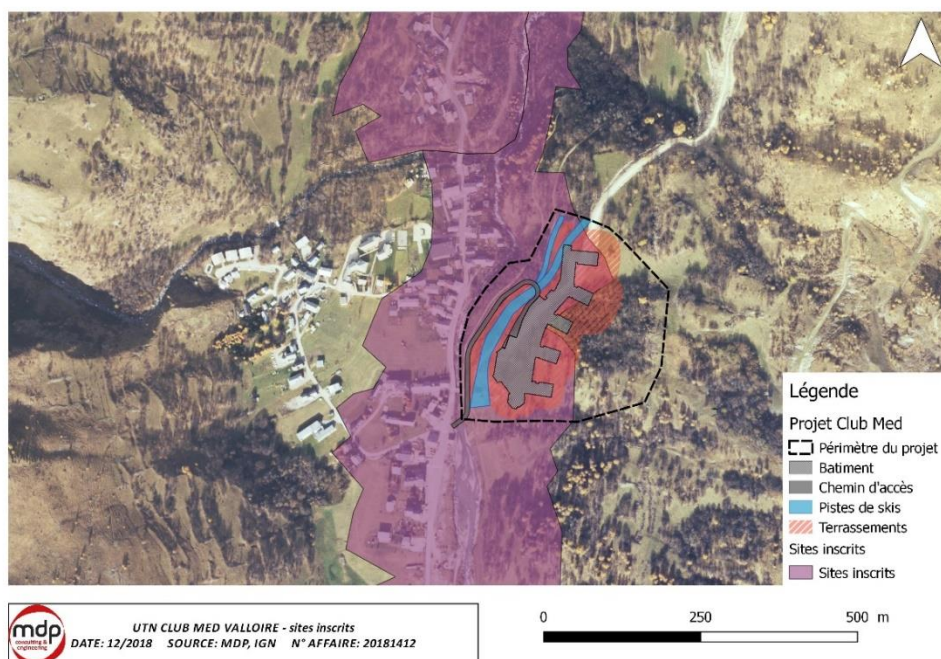 Légende
Projet Club Med
Périmètre du projet
Batiment
Chemin d'accès
Pistes de skis
Terrassements
Sites inscrits
Sites inscrits
mdp
consulting &
engineering
UTN CLUB MED VALLOIRE - sites inscrits
DATE: 12/2018 SOURCE: MDP, IGN N° AFFAIRE: 20181412
0 250 500 m